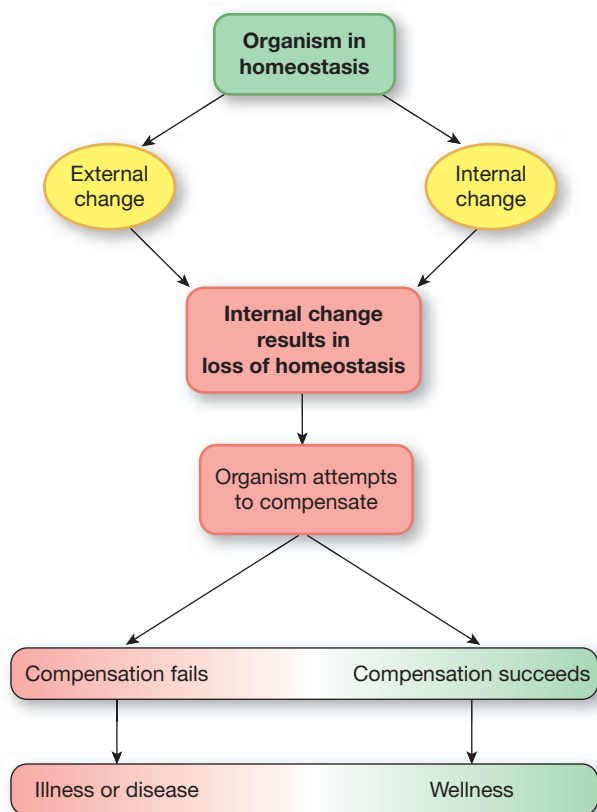 Organism in
homeostasis
External
change
Internal
change
Internal change
results in
loss of homeostasis
Organism attempts
to compensate
Compensation fails
Compensation succeeds
Illness or disease
Wellness